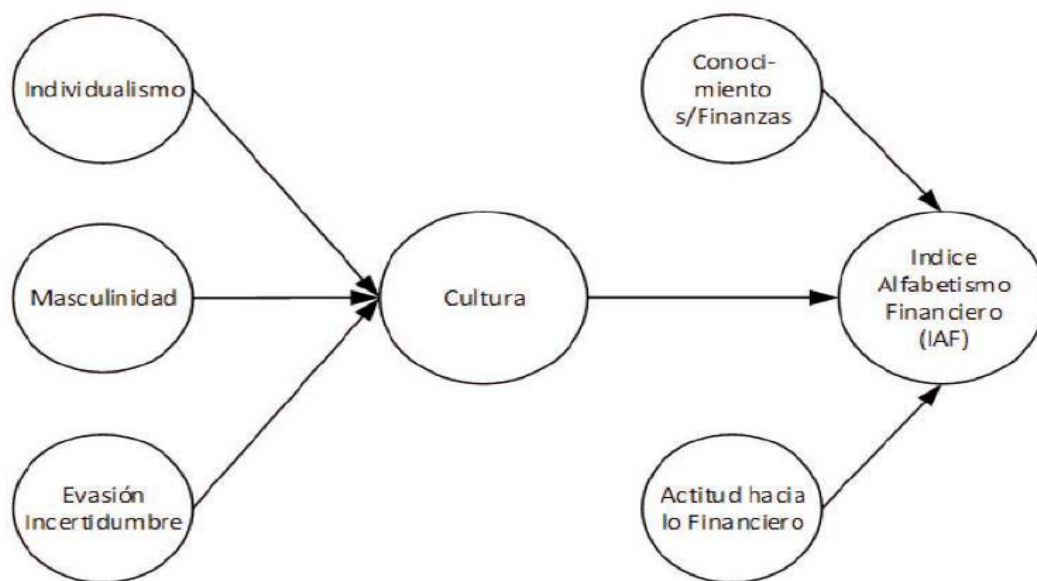 Individualismo
Conoci-
miento
s/Finanzas
Masculinidad
Cultura
Indice
Alfabetismo
Financiero
(IAF)
Evasión
Incertidumbre
Actitud hacia
lo Financiero